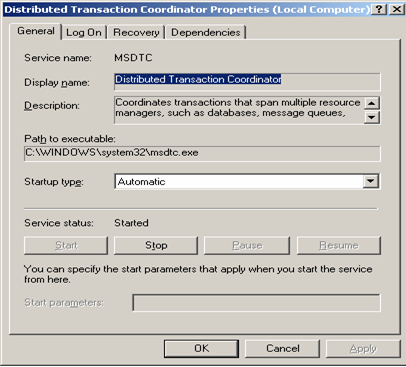 Distributed Transaction Coordinator Properties (Local Computer)
General Log On Recovery Dependencies
Service name: MSDTC
Display name: Distributed Transaction Coordinator
Description: Coordinates transactions that span multiple resource
managers, such as databases, message queues,
Path to executable:
C:\WINDOWS\system32\msdtc.exe
Startup type: Automatic
Service status: Started
Start Stop Pause Resume
You can specify the start parameters that apply when you start the service
from here.
Start parameters:
OK Cancel Apply